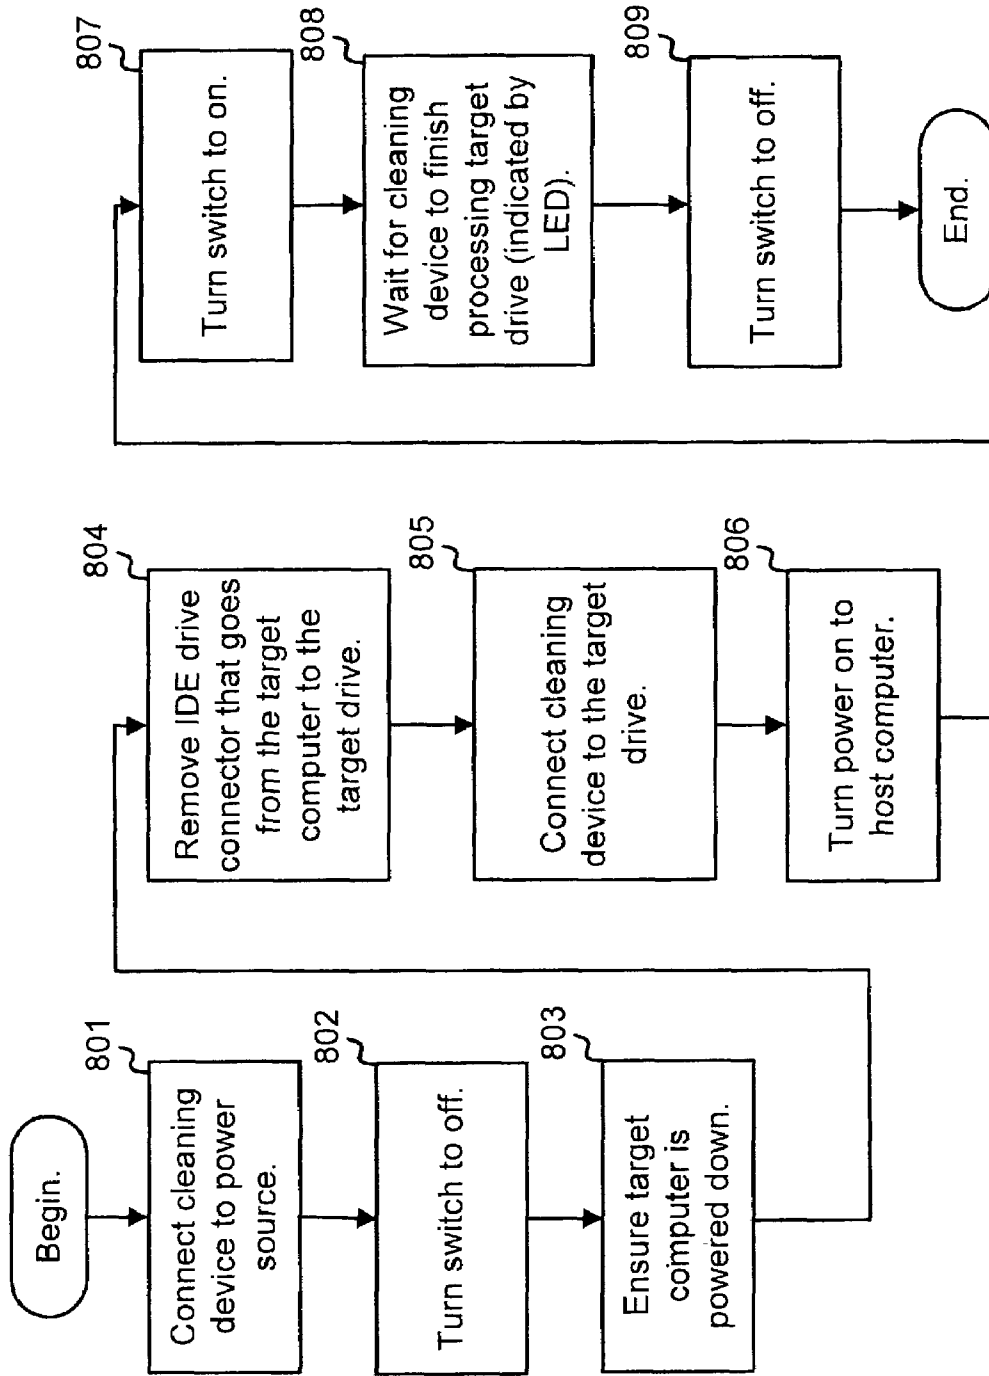 Begin.
801
Connect cleaning
device to power
source.
802
Turn switch to off.
803
Ensure target
computer is
powered down.
804
Remove IDE drive
connector that goes
from the target
computer to the
target drive.
805
Connect cleaning
device to the target
drive.
806
Turn power on to
host computer.
807
Turn switch to on.
808
Wait for cleaning
device to finish
processing target
drive (indicated by
LED).
809
Turn switch to off.
End.